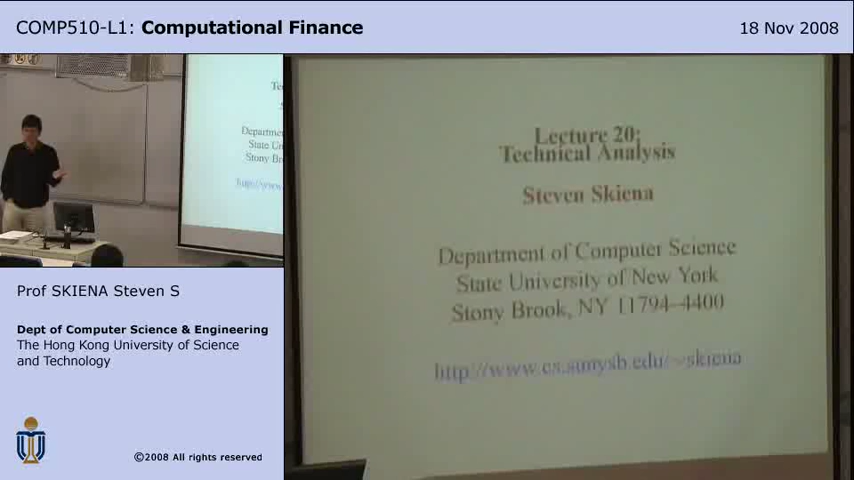 COMP510-L1: Computational Finance
18 Nov 2008
Lecture 20:
Technical Analysis
Steven Skiena
Department of Computer Science
State University of New York
Stony Brook, NY 11794-4400
http://www.cs.sunysb.edu/~skiena
Prof SKIENA Steven S
Dept of Computer Science & Engineering
The Hong Kong University of Science
and Technology
©2008 All rights reserved